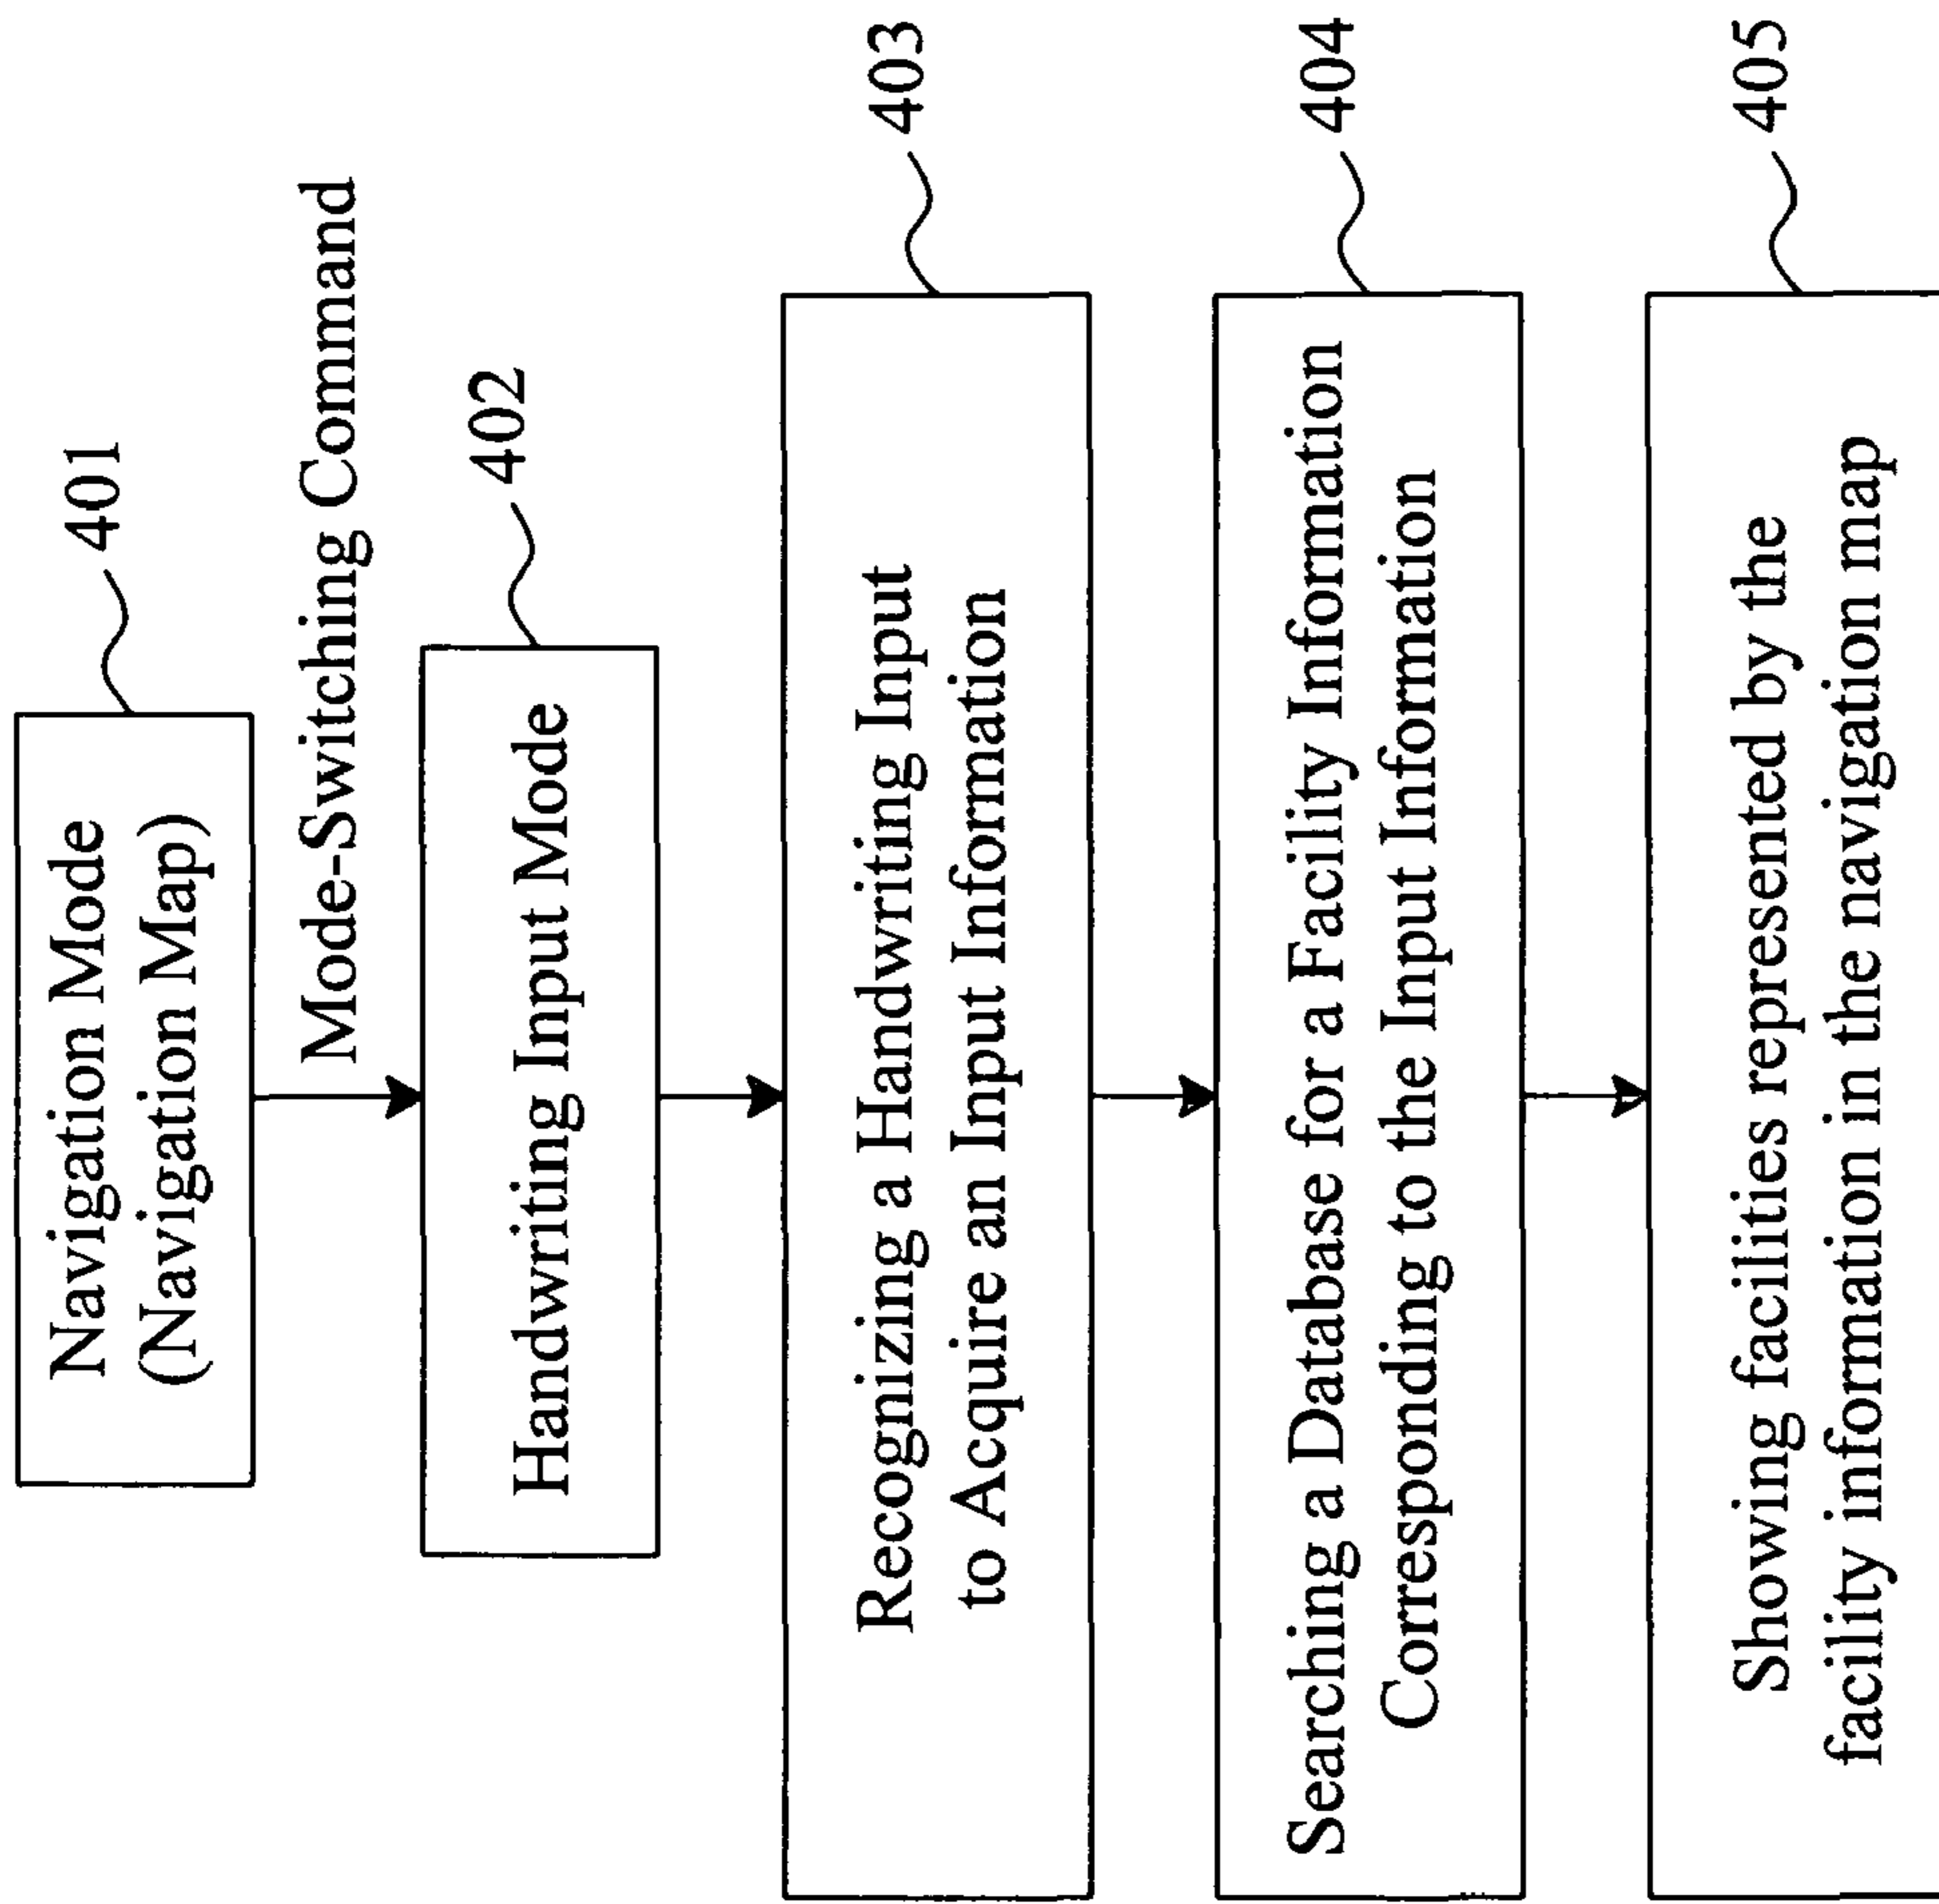 Navigation Mode
(Navigation Map)
401
Mode-Switching Command
Handwriting Input Mode
402
Recognizing a Handwriting Input
to Acquire an Input Information
403
Searching a Database for a Facility Information
Corresponding to the Input Information
404
Showing facilities represented by the
facility information in the navigation map
405